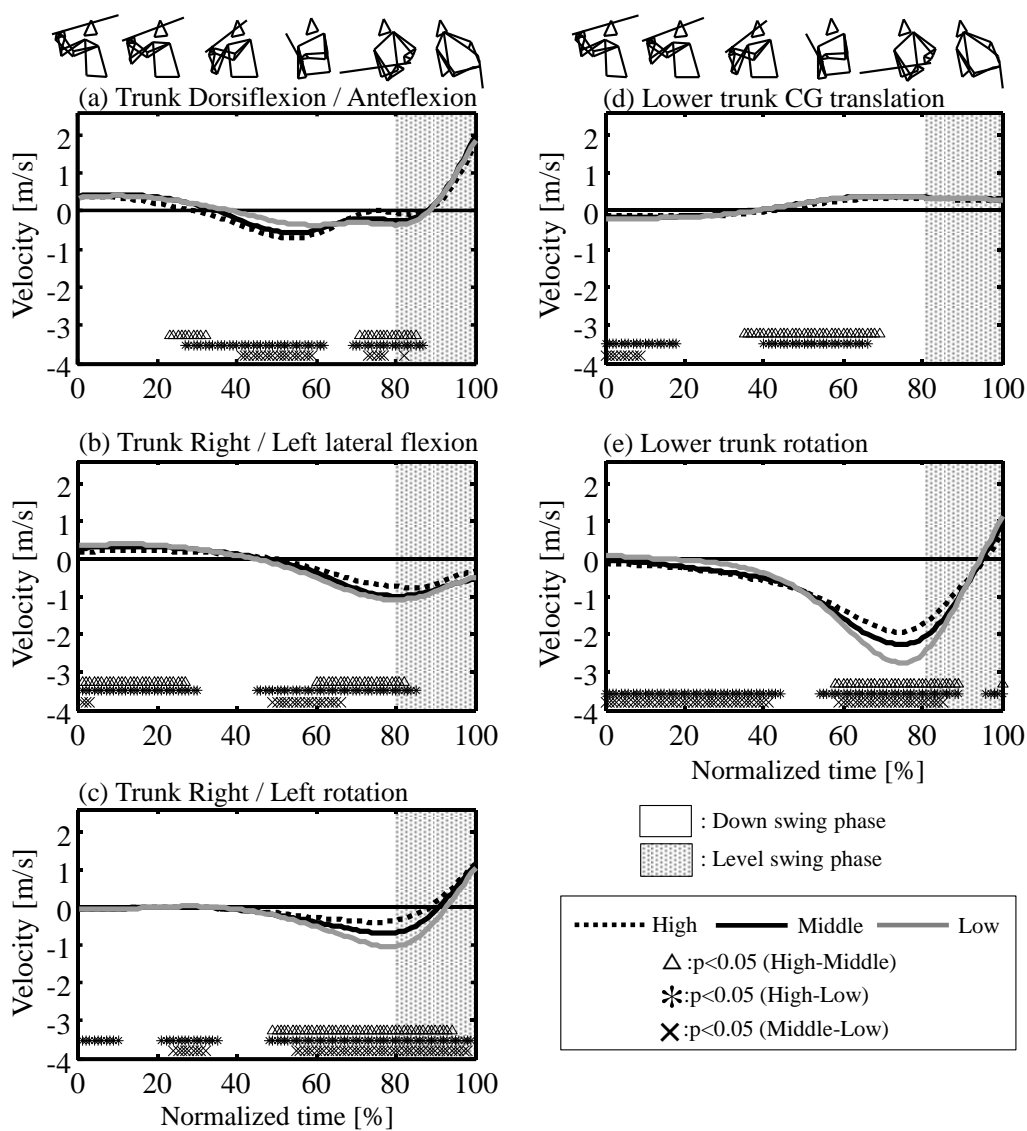 (a) Trunk Dorsiflexion / Anteflexion
Velocity [m/s]
2
1
0
-1
-2
-3
-4
0 20 40 60 80 100
(b) Trunk Right / Left lateral flexion
Velocity [m/s]
2
1
0
-1
-2
-3
-4
0 20 40 60 80 100
(c) Trunk Right / Left rotation
Velocity [m/s]
2
1
0
-1
-2
-3
-4
0 20 40 60 80 100
Normalized time [%]
(d) Lower trunk CG translation
Velocity [m/s]
2
1
0
-1
-2
-3
-4
0 20 40 60 80 100
(e) Lower trunk rotation
Velocity [m/s]
2
1
0
-1
-2
-3
-4
0 20 40 60 80 100
Normalized time [%]
: Down swing phase
: Level swing phase
High Middle Low
△ :p<0.05 (High-Middle)
✻ :p<0.05 (High-Low)
× :p<0.05 (Middle-Low)